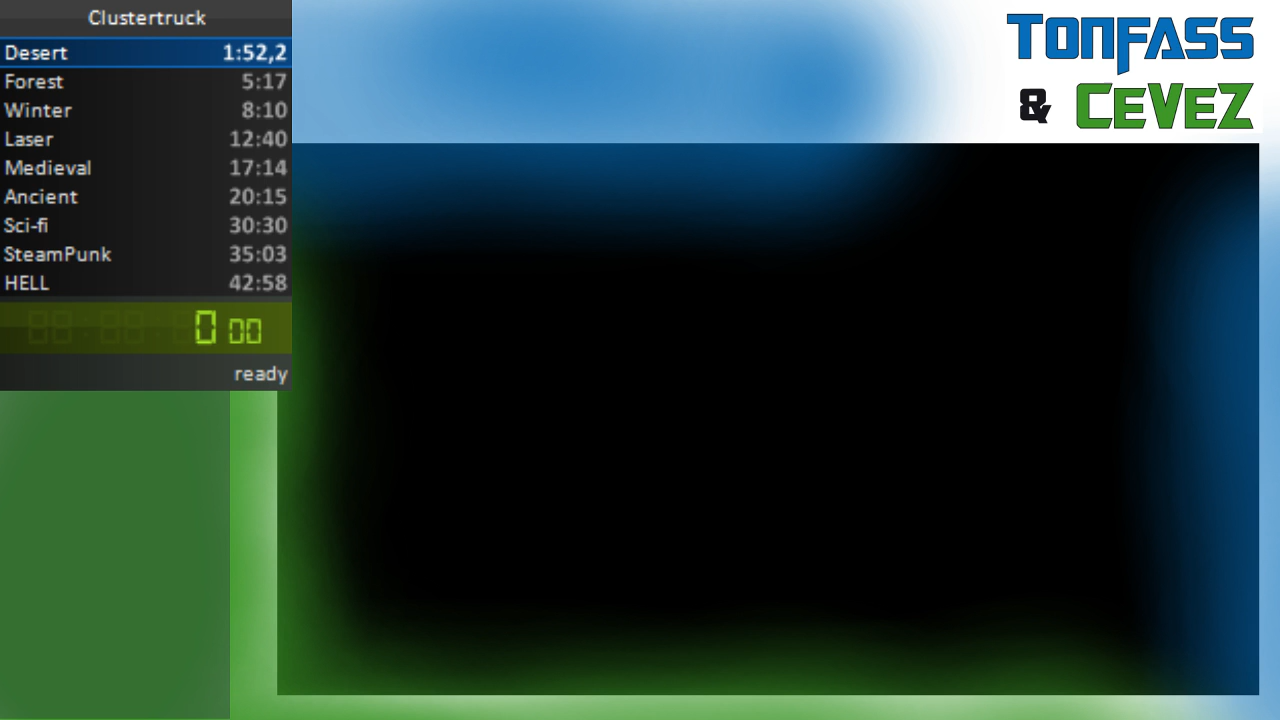 Clustertruck
Desert 1:52,2
Forest 5:17
Winter 8:10
Laser 12:40
Medieval 17:14
Ancient 20:15
Sci-fi 30:30
SteamPunk 35:03
HELL 42:58
0 00
ready
TONFASS
& CEVEZ